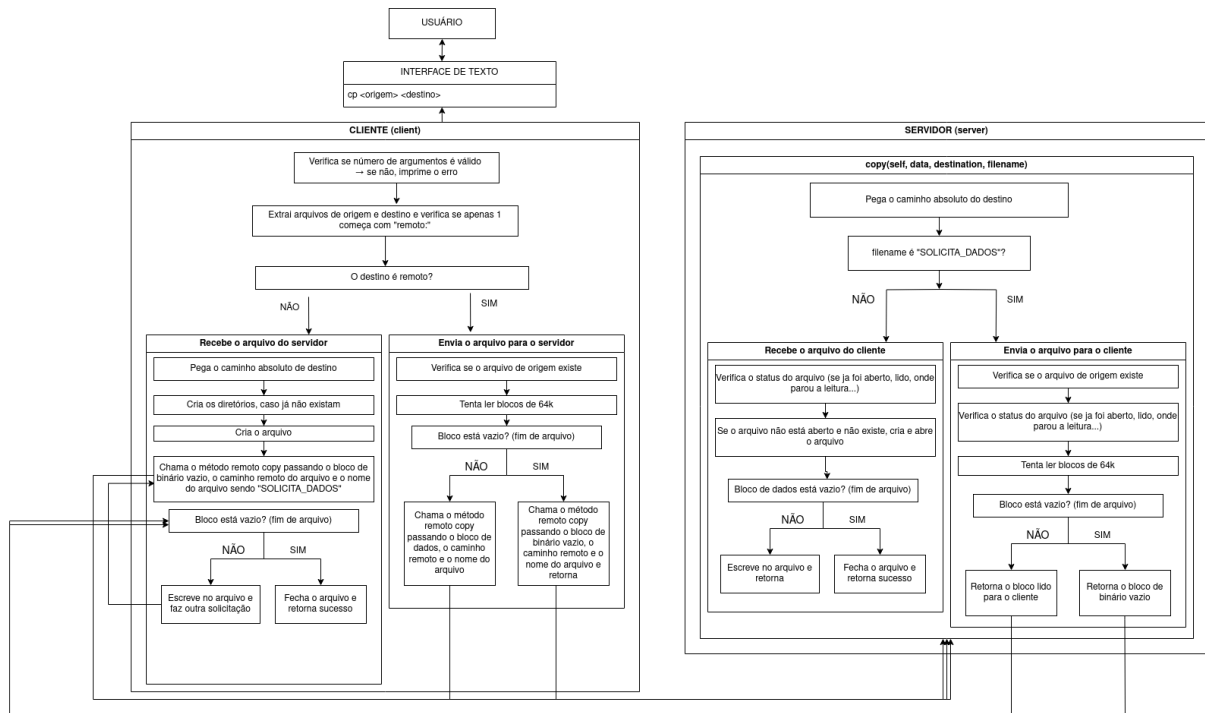 USUÁRIO
INTERFACE DE TEXTO
cp <origem> <destino>
CLIENTE (client)
Verifica se número de argumentos é válido
→ se não, imprime o erro
Extrai arquivos de origem e destino e verifica se apenas 1
começa com "remoto:"
O destino é remoto?
NÃO
SIM
Recebe o arquivo do servidor
Pega o caminho absoluto de destino
Cria os diretórios, caso já não existam
Cria o arquivo
Chama o método remoto copy passando o bloco de
binário vazio, o caminho remoto do arquivo e o nome
do arquivo sendo "SOLICITA_DADOS"
Bloco está vazio? (fim de arquivo)
NÃO
SIM
Escreve no arquivo e
faz outra solicitação
Fecha o arquivo e
retorna sucesso
Envia o arquivo para o servidor
Verifica se o arquivo de origem existe
Tenta ler blocos de 64k
Bloco está vazio? (fim de arquivo)
NÃO
SIM
Chama o método
remoto copy
passando o bloco de
dados, o caminho
remoto e o nome do
arquivo
Chama o método
remoto copy
passando o bloco de
binário vazio, o
caminho remoto e o
nome do arquivo e
retorna
SERVIDOR (server)
copy(self, data, destination, filename)
Pega o caminho absoluto do destino
filename é "SOLICITA_DADOS"?
NÃO
SIM
Recebe o arquivo do cliente
Verifica o status do arquivo (se ja foi aberto, lido, onde
parou a leitura...)
Se o arquivo não está aberto e não existe, cria e abre
o arquivo
Bloco de dados está vazio? (fim de arquivo)
NÃO
SIM
Escreve no arquivo e
retorna
Fecha o arquivo e
retorna sucesso
Envia o arquivo para o cliente
Verifica se o arquivo de origem existe
Verifica o status do arquivo (se ja foi aberto, lido, onde
parou a leitura...)
Tenta ler blocos de 64k
Bloco está vazio? (fim de arquivo)
NÃO
SIM
Retorna o bloco lido
para o cliente
Retorna o bloco de
binário vazio